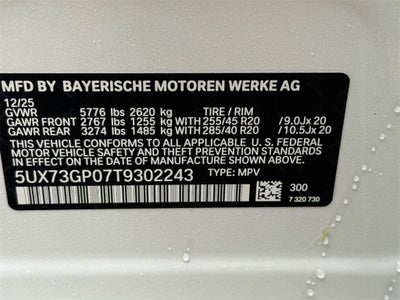 MFD BY BAYERISCHE MOTOREN WERKE AG
12/25
GVWR 5776 lbs 2620 kg TIRE / RIM
GAWR FRONT 2767 lbs 1255 kg WITH 255/45 R20 / 9.0Jx 20
GAWR REAR 3274 lbs 1485 kg WITH 285/40 R20 / 10.5Jx 20
THIS VEHICLE CONFORMS TO ALL APPLICABLE U. S. FEDERAL
MOTOR VEHICLE SAFETY STANDARDS IN EFFECT ON
THE DATE OF MANUFACTURE SHOWN ABOVE.
5UX73GP07T9302243 TYPE: MPV
300
7 320 730